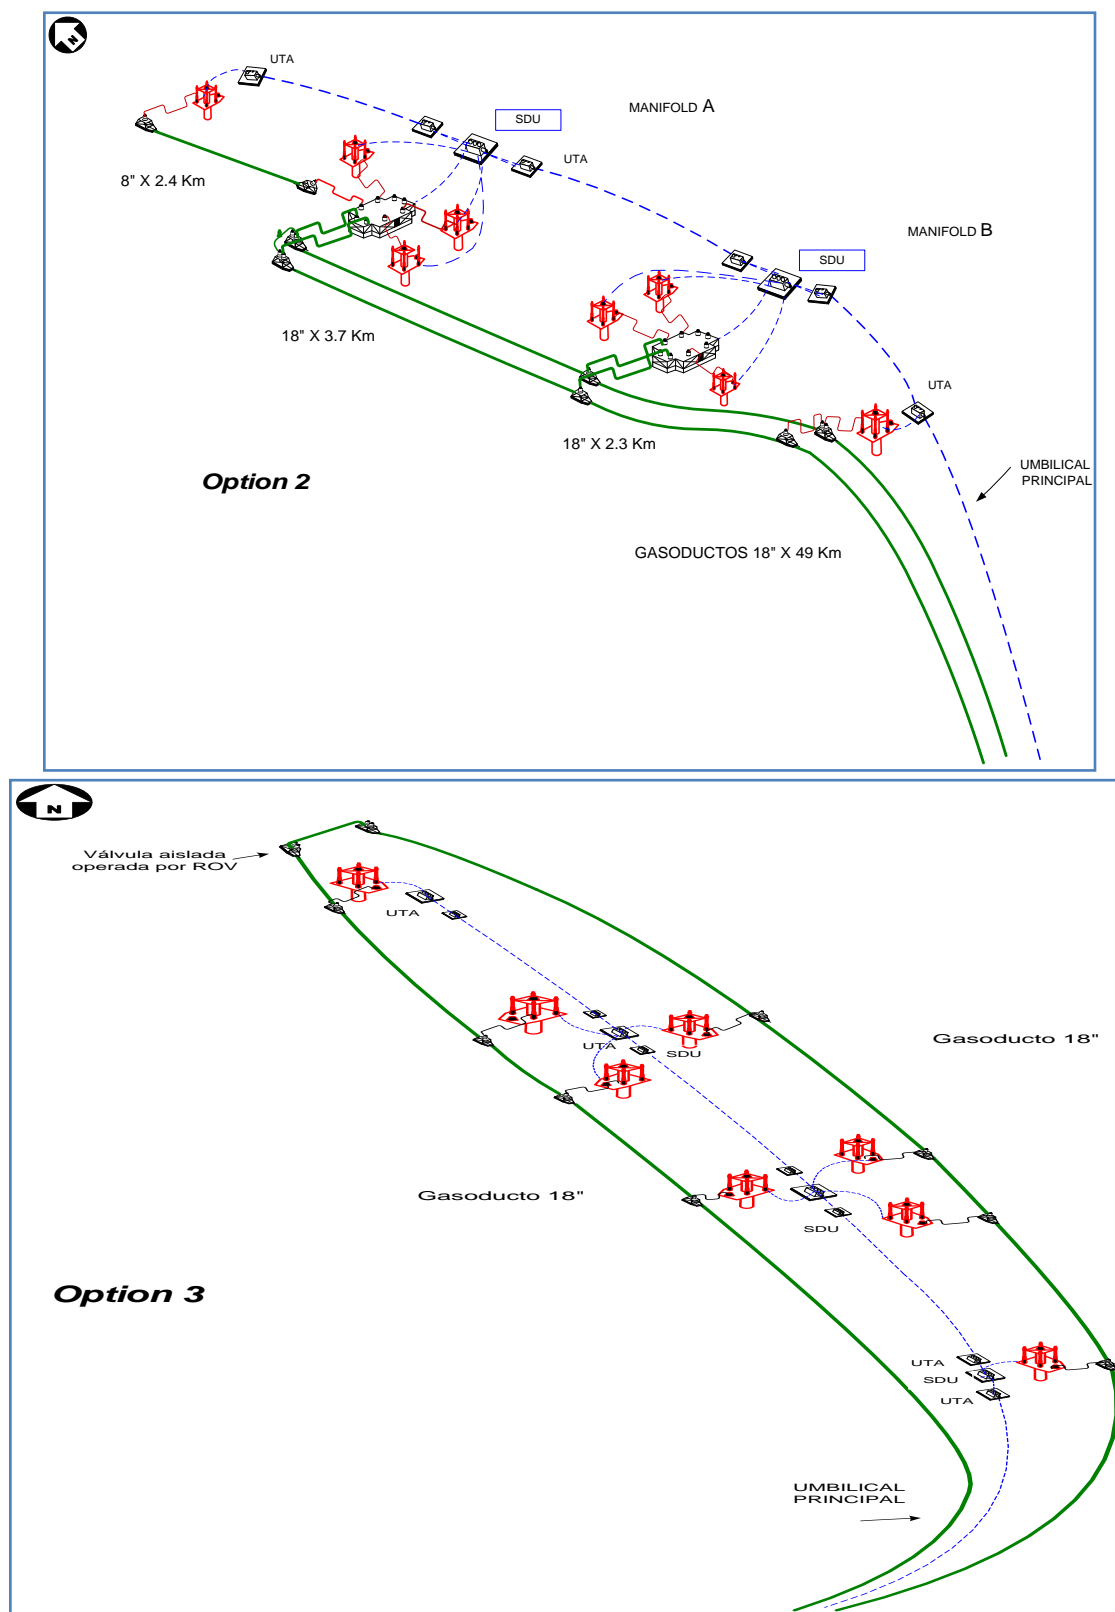 N
UTA
MANIFOLD A
SDU
UTA
8" X 2.4 Km
MANIFOLD B
SDU
18" X 3.7 Km
UTA
18" X 2.3 Km
UMBILICAL
PRINCIPAL
Option 2
GASODUCTOS 18" X 49 Km
N
Válvula aislada
operada por ROV
UTA
UTA
SDU
Gasoducto 18"
Gasoducto 18"
SDU
Option 3
UTA
SDU
UTA
UMBILICAL
PRINCIPAL